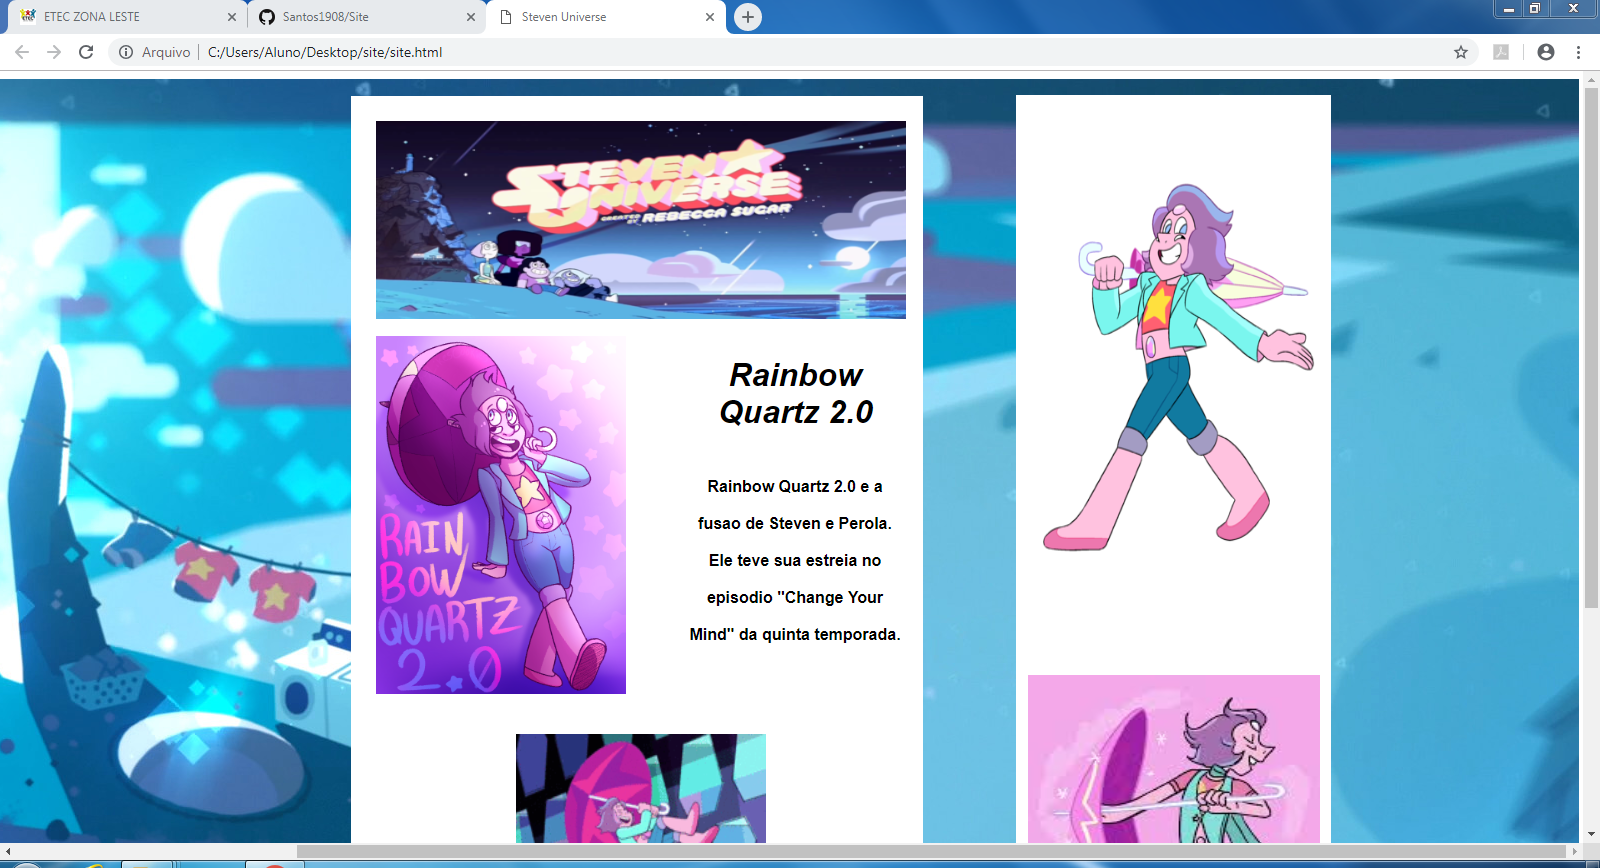 ETEC ZONA LESTE
Santos1908/Site
Steven Universe
Arquivo
C:/Users/Aluno/Desktop/site/site.html
STEVEN
UNIVERSE
CREATED BY REBECCA SUGAR
RAIN
BOW
QUARTZ
2.0
Rainbow
Quartz 2.0
Rainbow Quartz 2.0 e a
fusao de Steven e Perola.
Ele teve sua estreia no
episodio "Change Your
Mind" da quinta temporada.